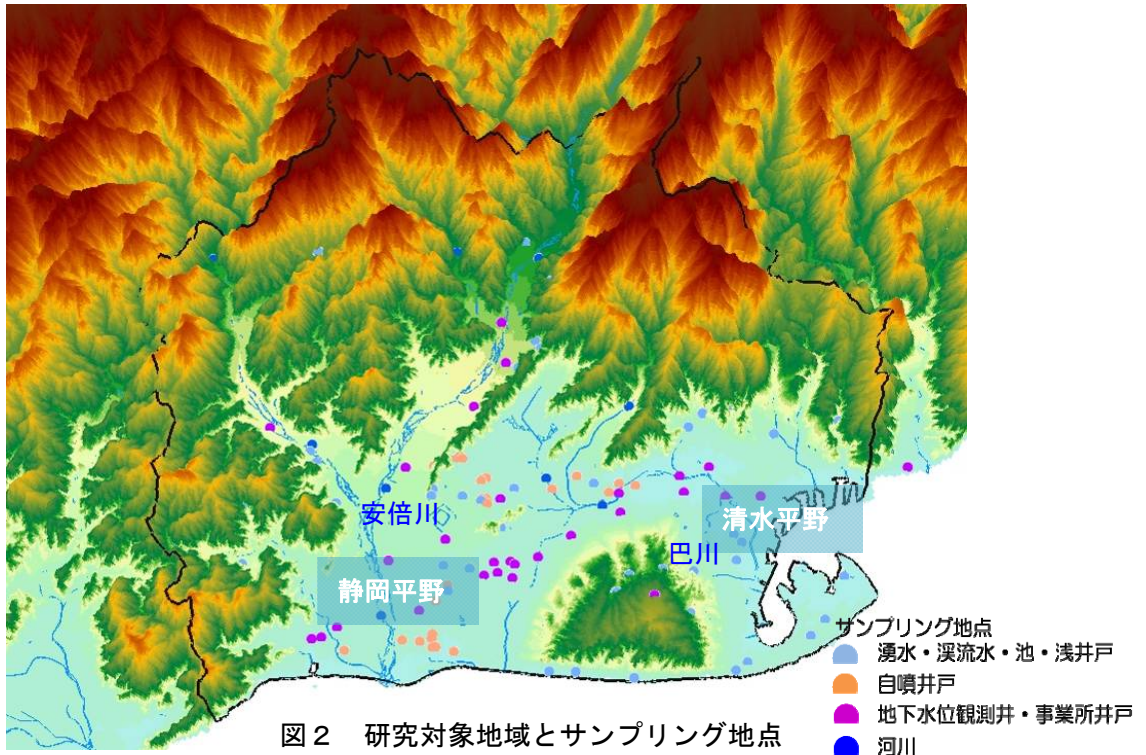 安倍川
清水平野
巴川
静岡平野
サンプリング地点
湧水・渓流水・池・浅井戸
自噴井戸
地下水位観測井・事業所井戸
河川
図２　研究対象地域とサンプリング地点